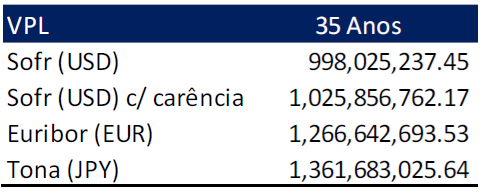 VPL 35 Anos
Sofr (USD) 998,025,237.45
Sofr (USD) c/ carência 1,025,856,762.17
Euribor (EUR) 1,266,642,693.53
Tona (JPY) 1,361,683,025.64